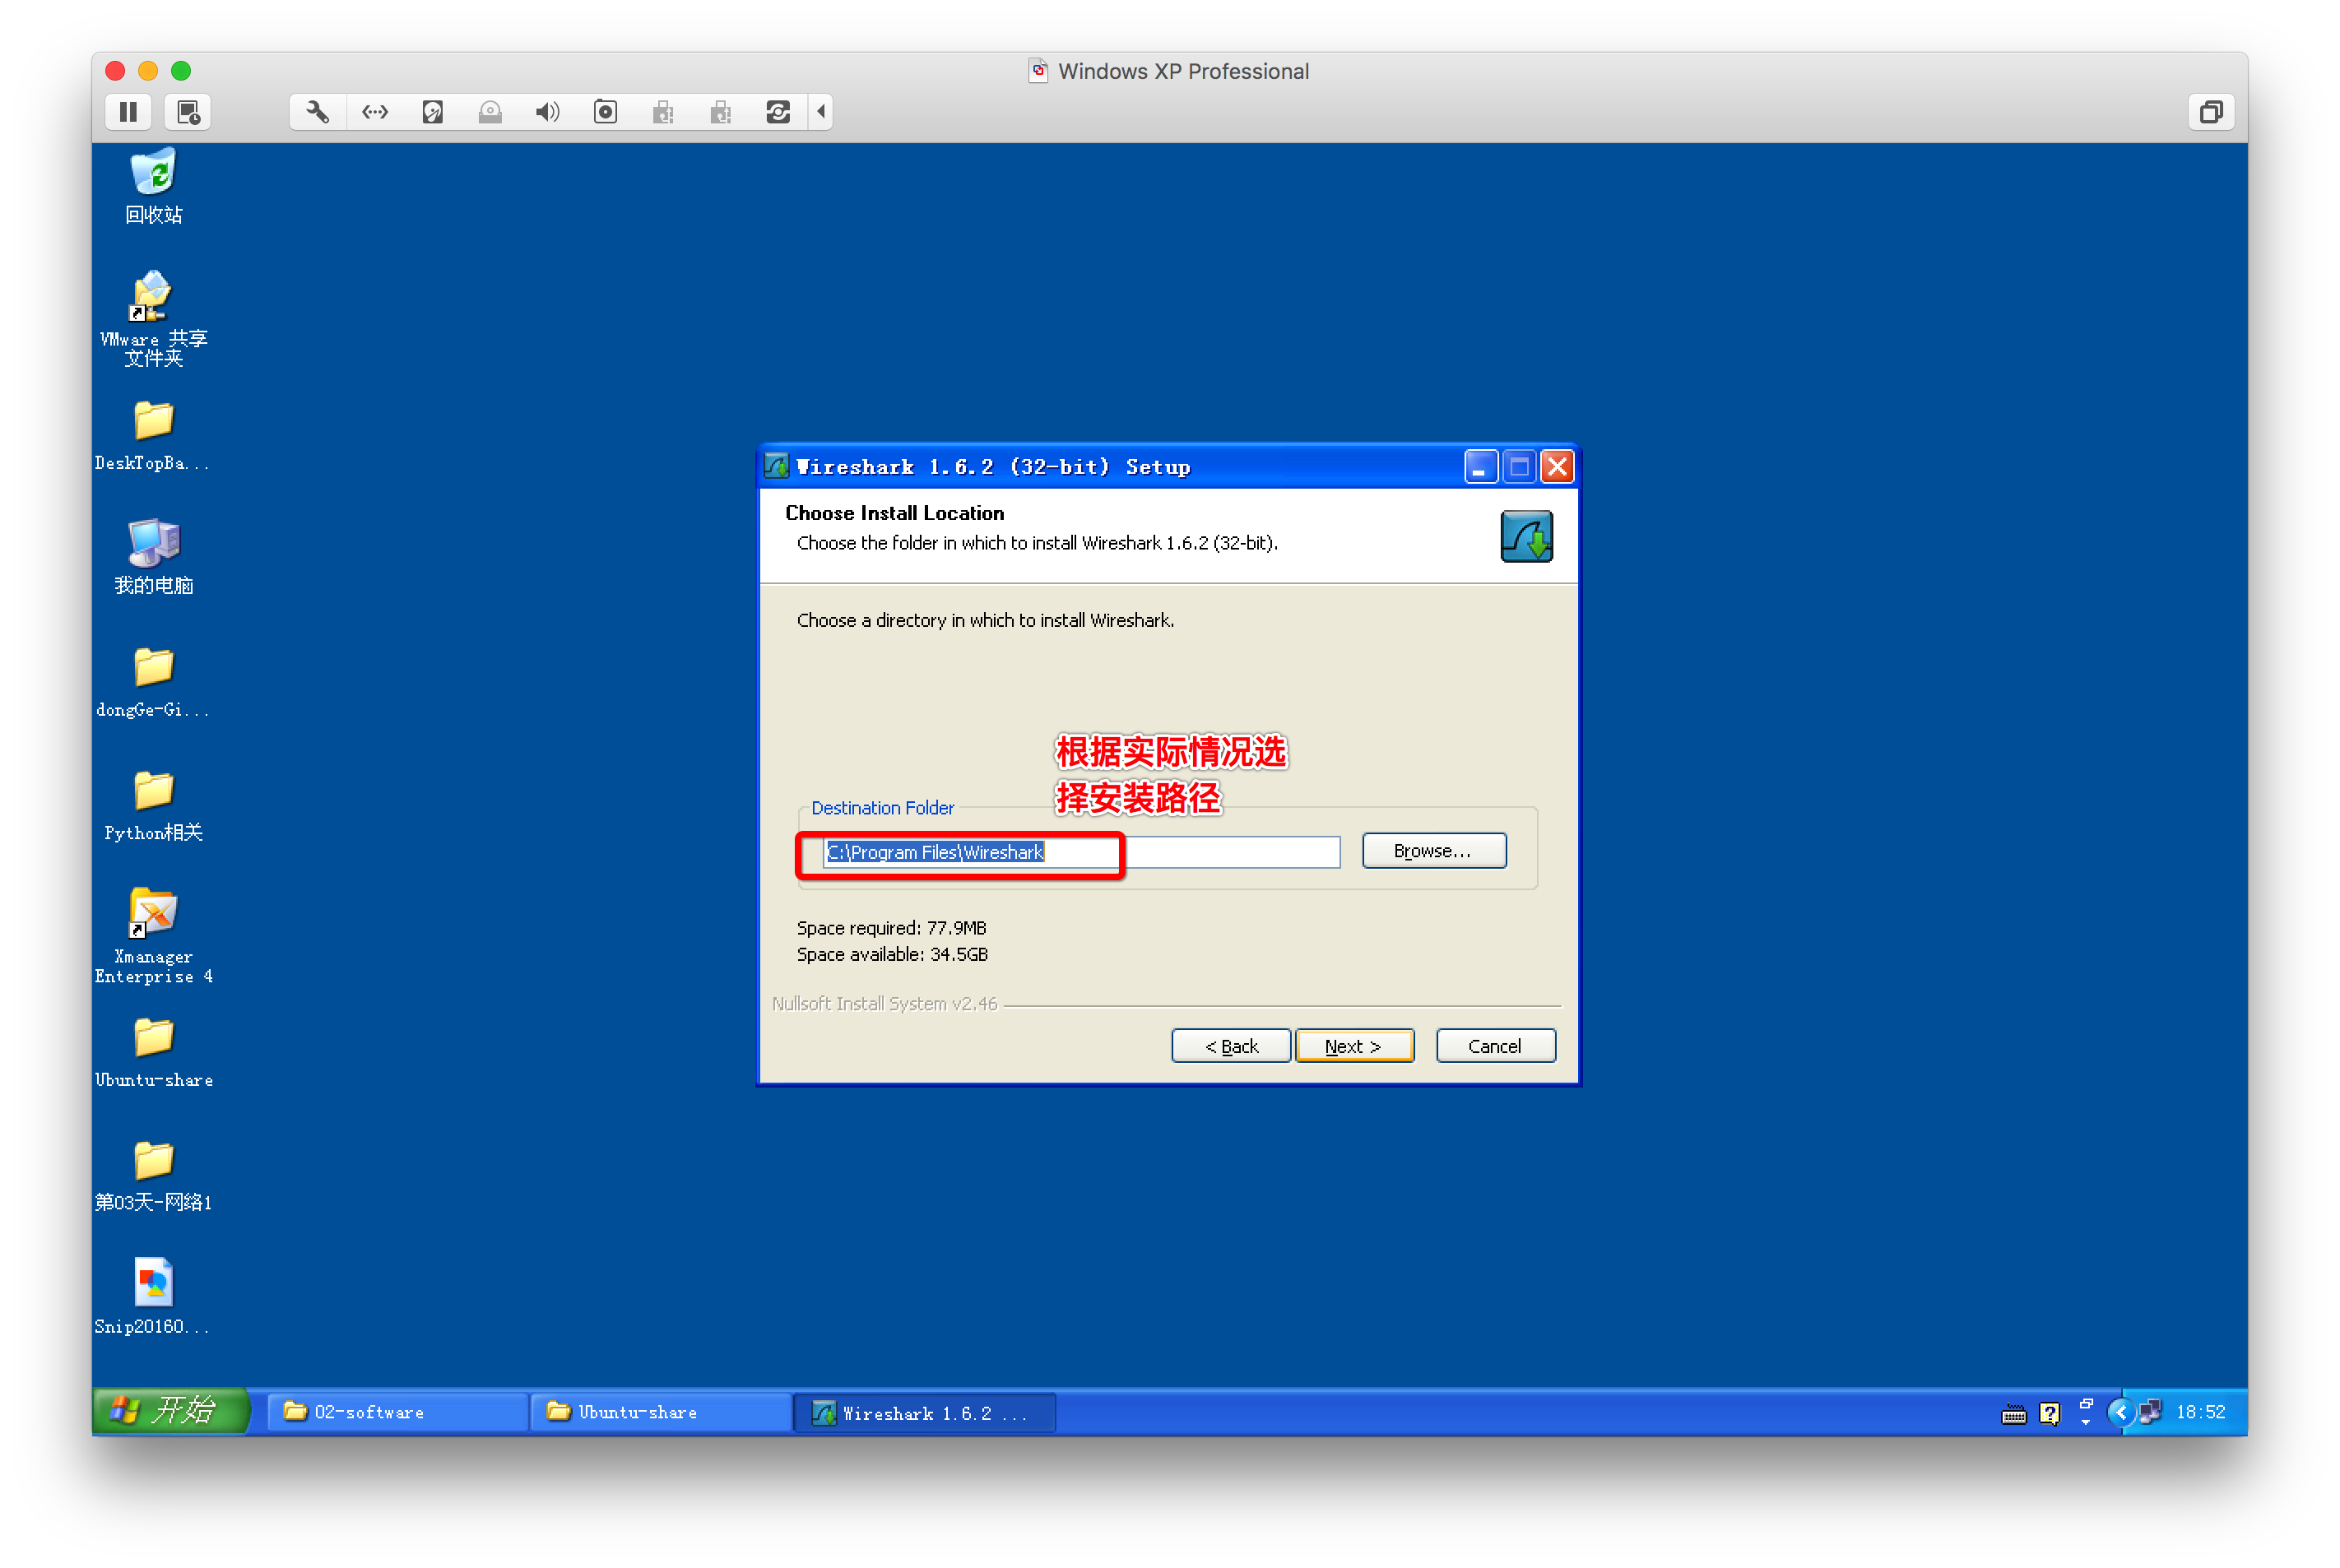 Windows XP Professional
回收站
VMware 共享
文件夹
DeskTopBa...
我的电脑
dongGe-Gi...
Python相关
Xmanager
Enterprise 4
Ubuntu-share
第03天-网络1
Snip20160...
Wireshark 1.6.2 (32-bit) Setup
Choose Install Location
Choose the folder in which to install Wireshark 1.6.2 (32-bit).
Choose a directory in which to install Wireshark.
根据实际情况选
择安装路径
Destination Folder
C:\Program Files\Wireshark
Browse...
Space required: 77.9MB
Space available: 34.5GB
Nullsoft Install System v2.46
< Back
Next >
Cancel
开始
02-software
Ubuntu-share
Wireshark 1.6.2 ...
18:52